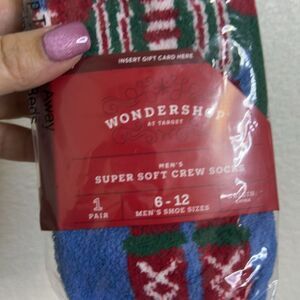 INSERT GIFT CARD HERE
WONDERSHOP
AT TARGET
MEN'S
SUPER SOFT CREW SOCKS
1
PAIR
6-12
MEN'S SHOE SIZES
Away